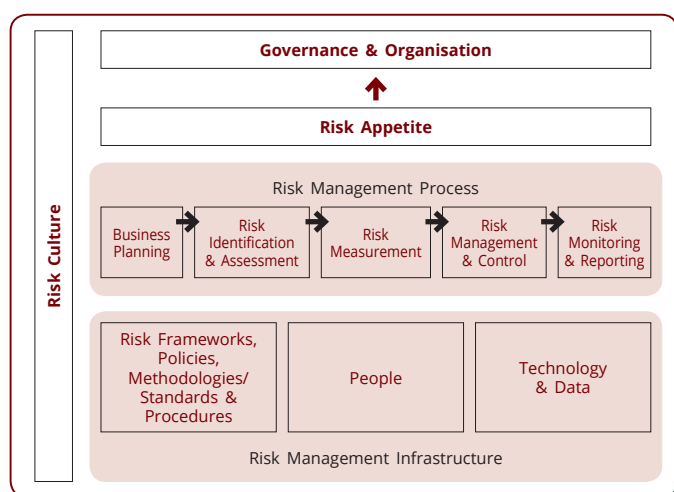 Risk Culture
Governance & Organisation
Risk Appetite
Risk Management Process
Business
Planning
Risk
Identification
& Assessment
Risk
Measurement
Risk
Management
& Control
Risk
Monitoring
& Reporting
Risk Frameworks,
Policies,
Methodologies/
Standards &
Procedures
People
Technology
& Data
Risk Management Infrastructure